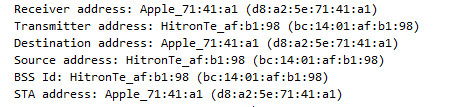 Receiver address: Apple_71:41:a1 (d8:a2:5e:71:41:a1)
Transmitter address: HitronTe_af:b1:98 (bc:14:01:af:b1:98)
Destination address: Apple_71:41:a1 (d8:a2:5e:71:41:a1)
Source address: HitronTe_af:b1:98 (bc:14:01:af:b1:98)
BSS Id: HitronTe_af:b1:98 (bc:14:01:af:b1:98)
STA address: Apple_71:41:a1 (d8:a2:5e:71:41:a1)